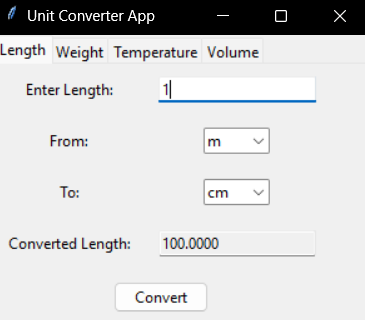 Unit Converter App
Length Weight Temperature Volume
Enter Length: 1
From: m
To: cm
Converted Length: 100.0000
Convert